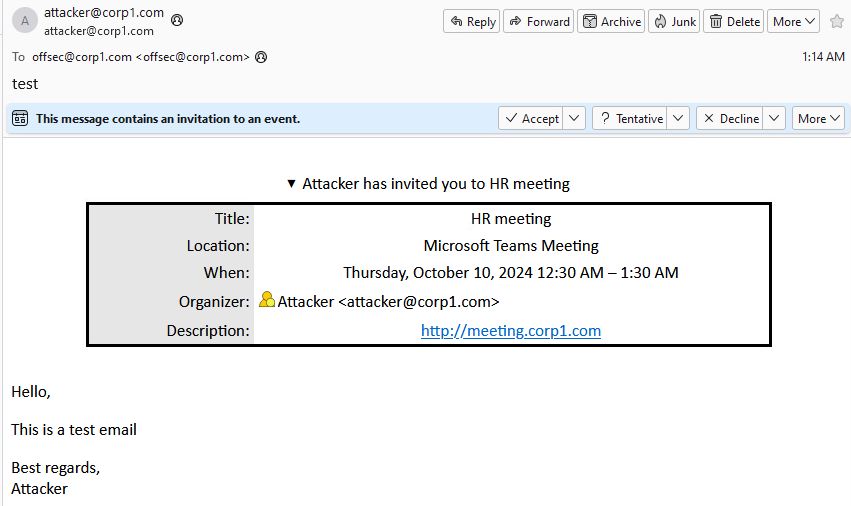 A
attacker@corp1.com
attacker@corp1.com
Reply Forward Archive Junk Delete More
To offsec@corp1.com <offsec@corp1.com> 1:14 AM
test
This message contains an invitation to an event. Accept ? Tentative Decline More
▼ Attacker has invited you to HR meeting
Title: HR meeting
Location: Microsoft Teams Meeting
When: Thursday, October 10, 2024 12:30 AM – 1:30 AM
Organizer: Attacker <attacker@corp1.com>
Description: http://meeting.corp1.com
Hello,
This is a test email
Best regards,
Attacker